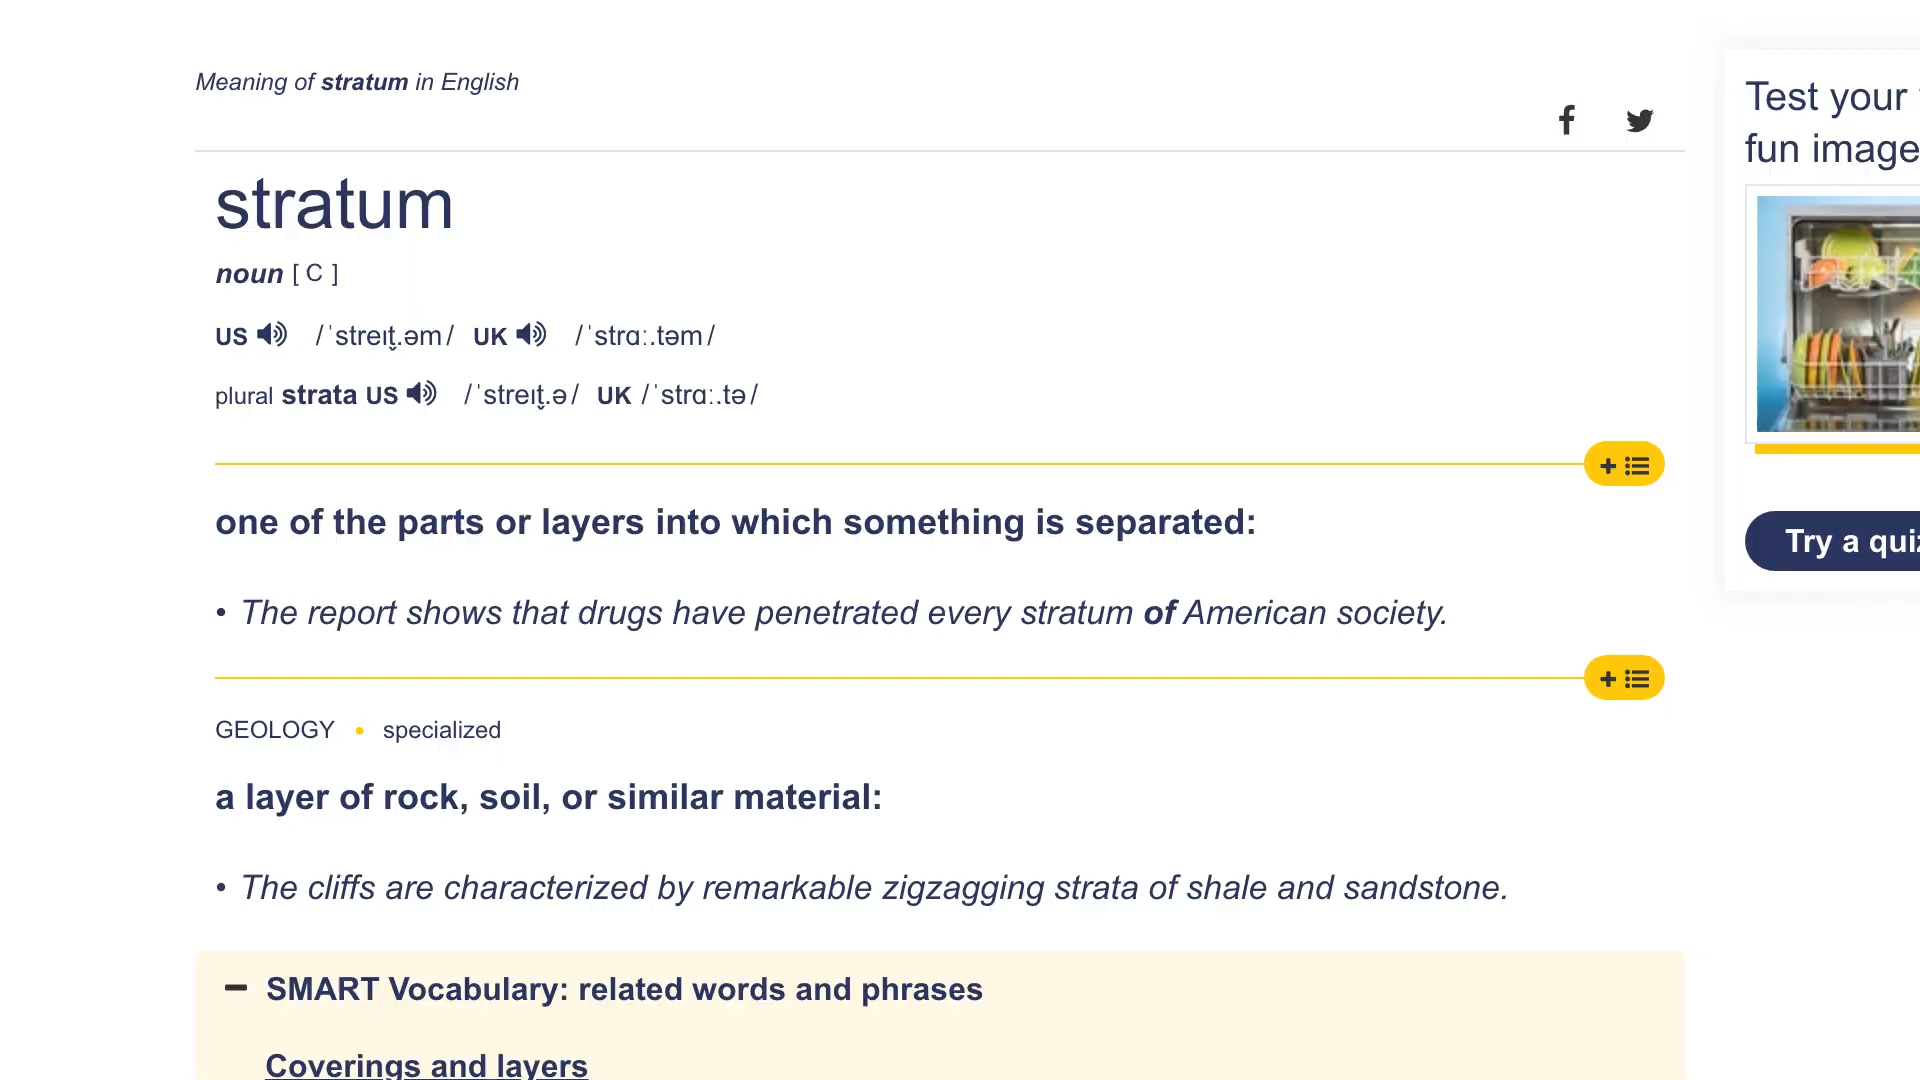 Meaning of stratum in English
stratum
noun [ C ]
US /ˈstreɪt̬.əm/ UK /ˈstrɑː.təm/
plural strata US /ˈstreɪt̬.ə/ UK /ˈstrɑː.tə/
one of the parts or layers into which something is separated:
• The report shows that drugs have penetrated every stratum of American society.
GEOLOGY • specialized
a layer of rock, soil, or similar material:
• The cliffs are characterized by remarkable zigzagging strata of shale and sandstone.
SMART Vocabulary: related words and phrases
Coverings and layers
Test your
fun image
Try a